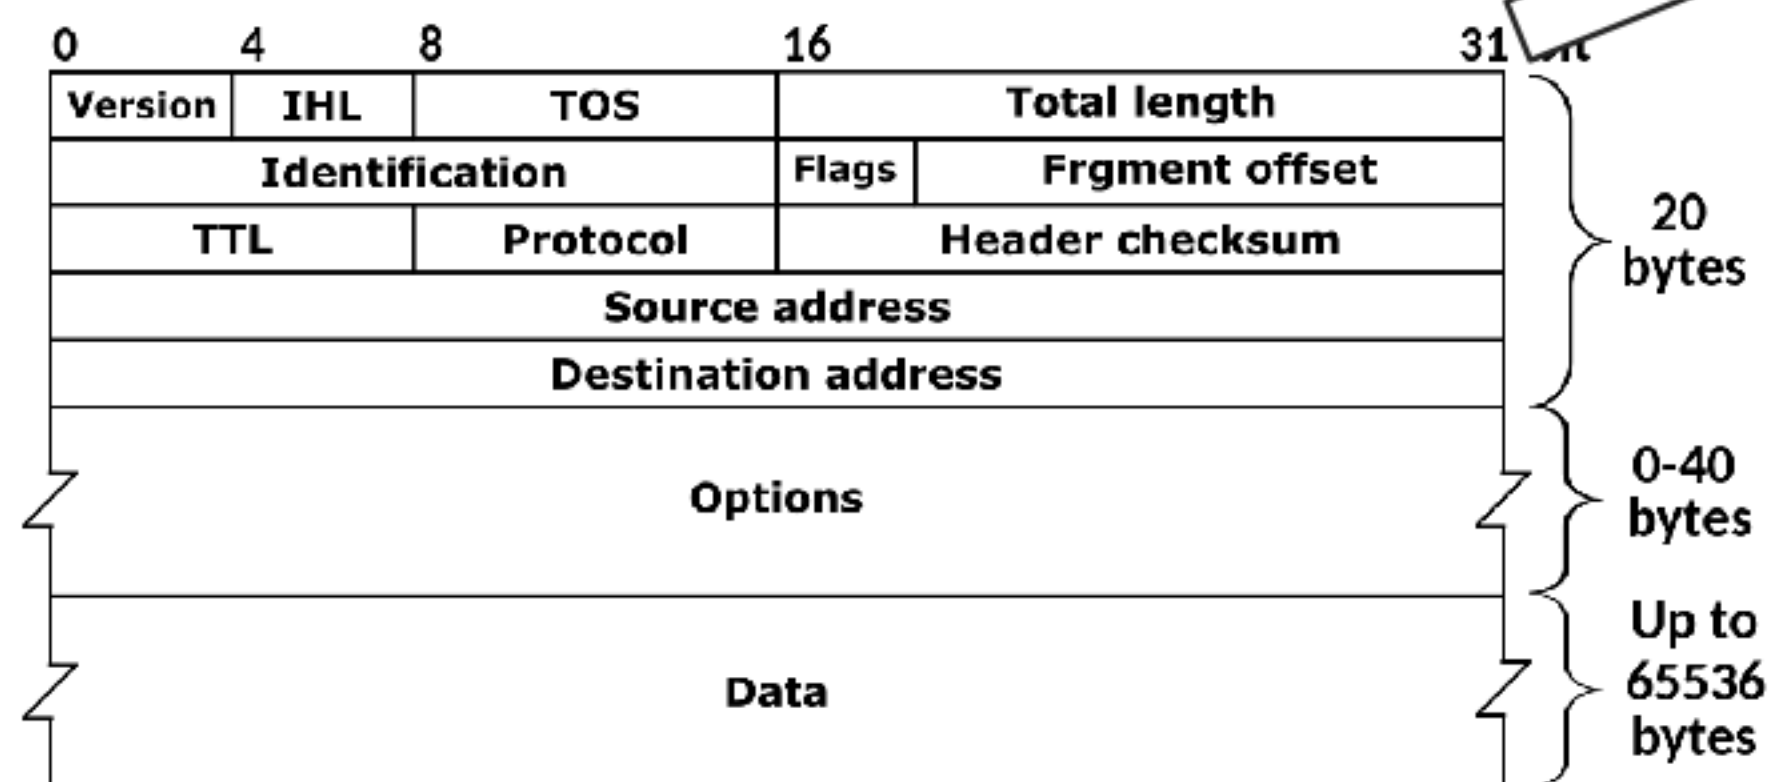 0 4 8 16 31
Version IHL TOS Total length
Identification Flags Frgment offset
TTL Protocol Header checksum
Source address
Destination address
20
bytes
Options
0-40
bytes
Data
Up to
65536
bytes